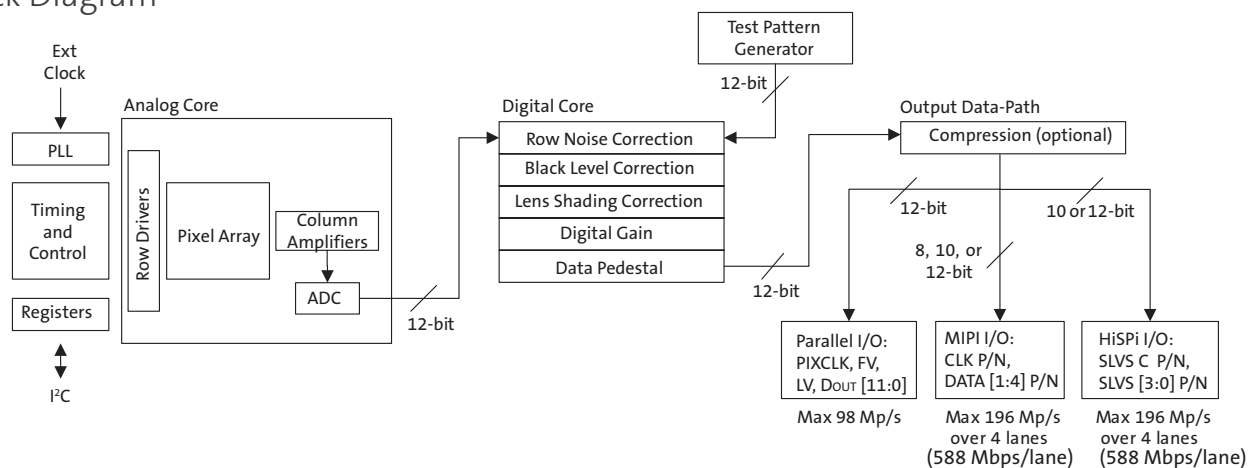 ck Diagram
Ext
Clock
PLL
Timing
and
Control
Registers
I²C
Analog Core
Row Drivers
Pixel Array
Column
Amplifiers
ADC
12-bit
Test Pattern
Generator
12-bit
Digital Core
Row Noise Correction
Black Level Correction
Lens Shading Correction
Digital Gain
Data Pedestal
12-bit
Output Data-Path
Compression (optional)
12-bit
8, 10, or
12-bit
10 or 12-bit
Parallel I/O:
PIXCLK, FV,
LV, DOUT [11:0]
Max 98 Mp/s
MIPI I/O:
CLK P/N,
DATA [1:4] P/N
Max 196 Mp/s
over 4 lanes
(588 Mbps/lane)
HiSPi I/O:
SLVS C P/N,
SLVS [3:0] P/N
Max 196 Mp/s
over 4 lanes
(588 Mbps/lane)